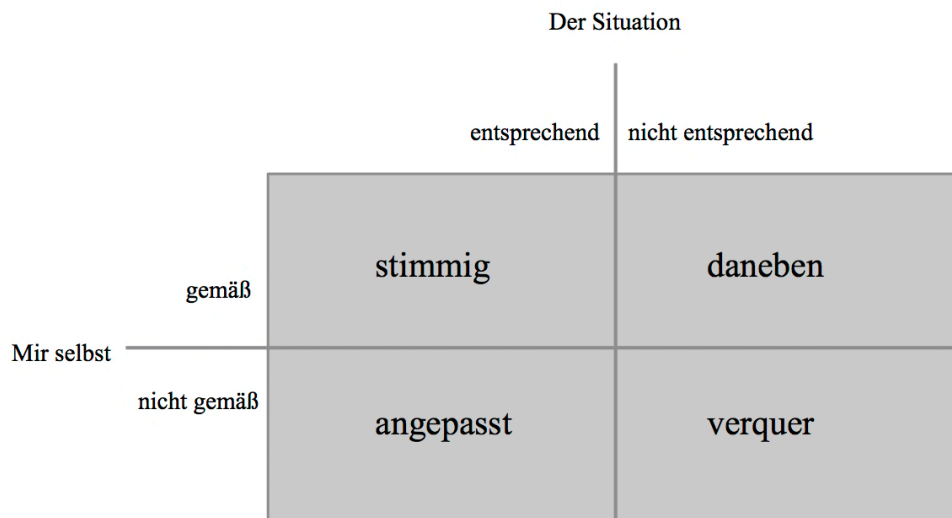 Der Situation
entsprechend nicht entsprechend
stimmig daneben
gemäß
Mir selbst
nicht gemäß
angepasst verquer